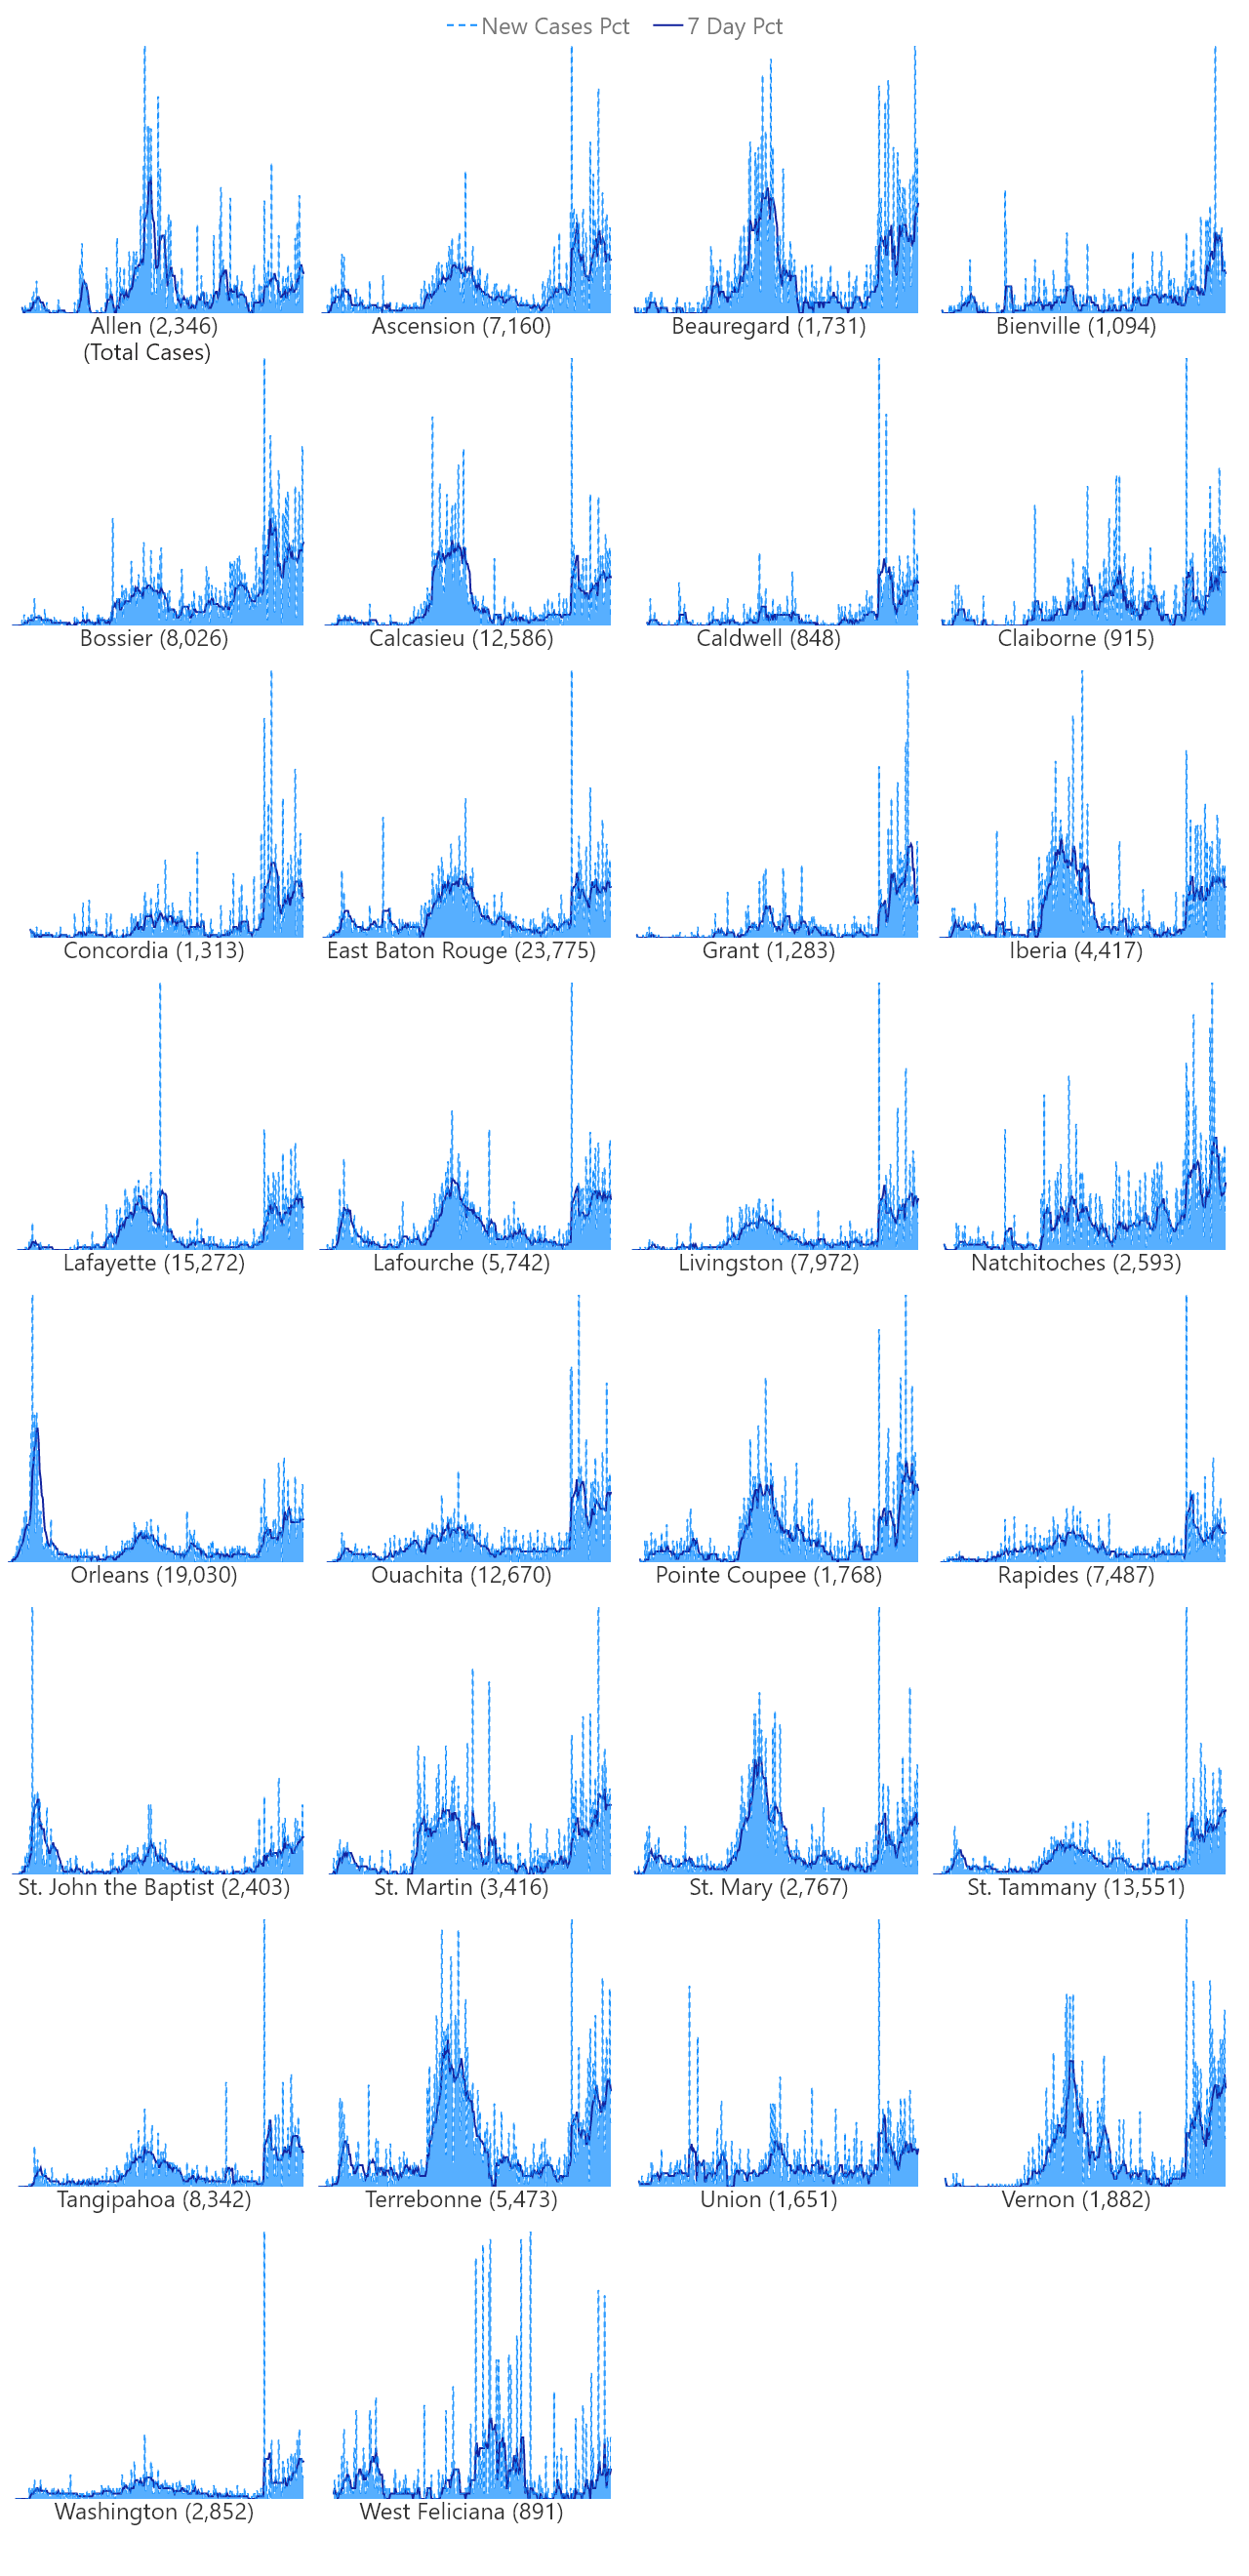 New Cases Pct 7 Day Pct
Allen (2,346) Ascension (7,160) Beauregard (1,731) Bienville (1,094)
(Total Cases)
Bossier (8,026) Calcasieu (12,586) Caldwell (848) Claiborne (915)
Concordia (1,313) East Baton Rouge (23,775) Grant (1,283) Iberia (4,417)
Lafayette (15,272) Lafourche (5,742) Livingston (7,972) Natchitoches (2,593)
Orleans (19,030) Ouachita (12,670) Pointe Coupee (1,768) Rapides (7,487)
St. John the Baptist (2,403) St. Martin (3,416) St. Mary (2,767) St. Tammany (13,551)
Tangipahoa (8,342) Terrebonne (5,473) Union (1,651) Vernon (1,882)
Washington (2,852) West Feliciana (891)